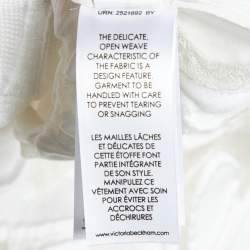 URN: 2521692 BY
THE DELICATE,
OPEN WEAVE
CHARACTERISTIC OF
THE FABRIC IS A
DESIGN FEATURE.
GARMENT TO BE
HANDLED WITH CARE
TO PREVENT TEARING
OR SNAGGING
LES MAILLES LÂCHES
ET DÉLICATES DE
CETTE ÉTOFFE FONT
PARTIE INTÉGRANTE
DE SON STYLE.
MANIPULEZ CE
VÊTEMENT AVEC SOIN
POUR ÉVITER LES
ACCROCS ET
DÉCHIRURES
www.victoriabeckham.com